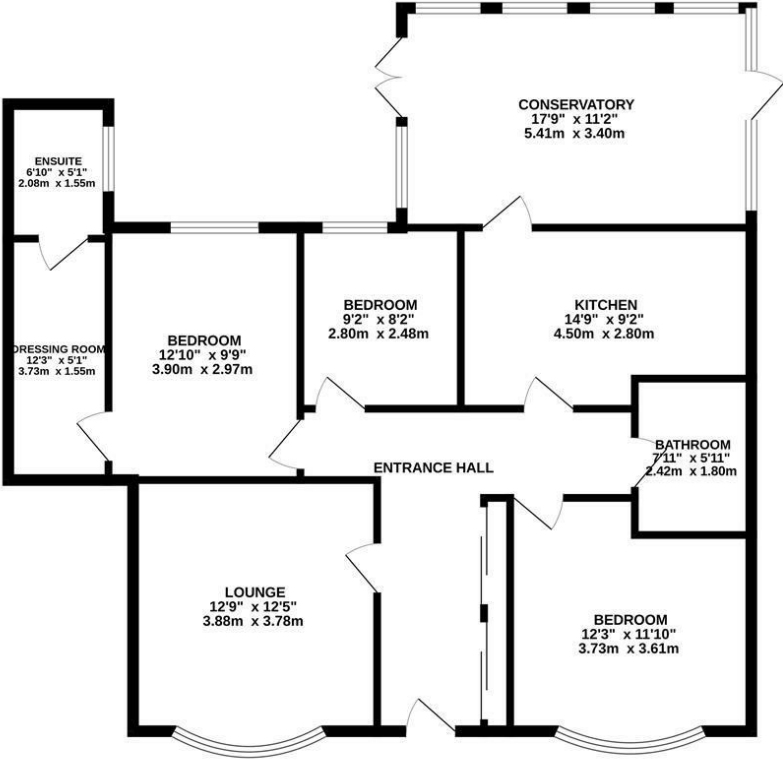 CONSERVATORY
17'9" x 11'2"
5.41m x 3.40m
ENSUITE
6'10" x 5'1"
2.08m x 1.55m
BEDROOM
9'2" x 8'2"
2.80m x 2.48m
KITCHEN
14'9" x 9'2"
4.50m x 2.80m
BEDROOM
12'10" x 9'9"
3.90m x 2.97m
DRESSING ROOM
12'3" x 5'1"
3.73m x 1.55m
BATHROOM
7'11" x 5'11"
2.42m x 1.80m
ENTRANCE HALL
LOUNGE
12'9" x 12'5"
3.88m x 3.78m
BEDROOM
12'3" x 11'10"
3.73m x 3.61m